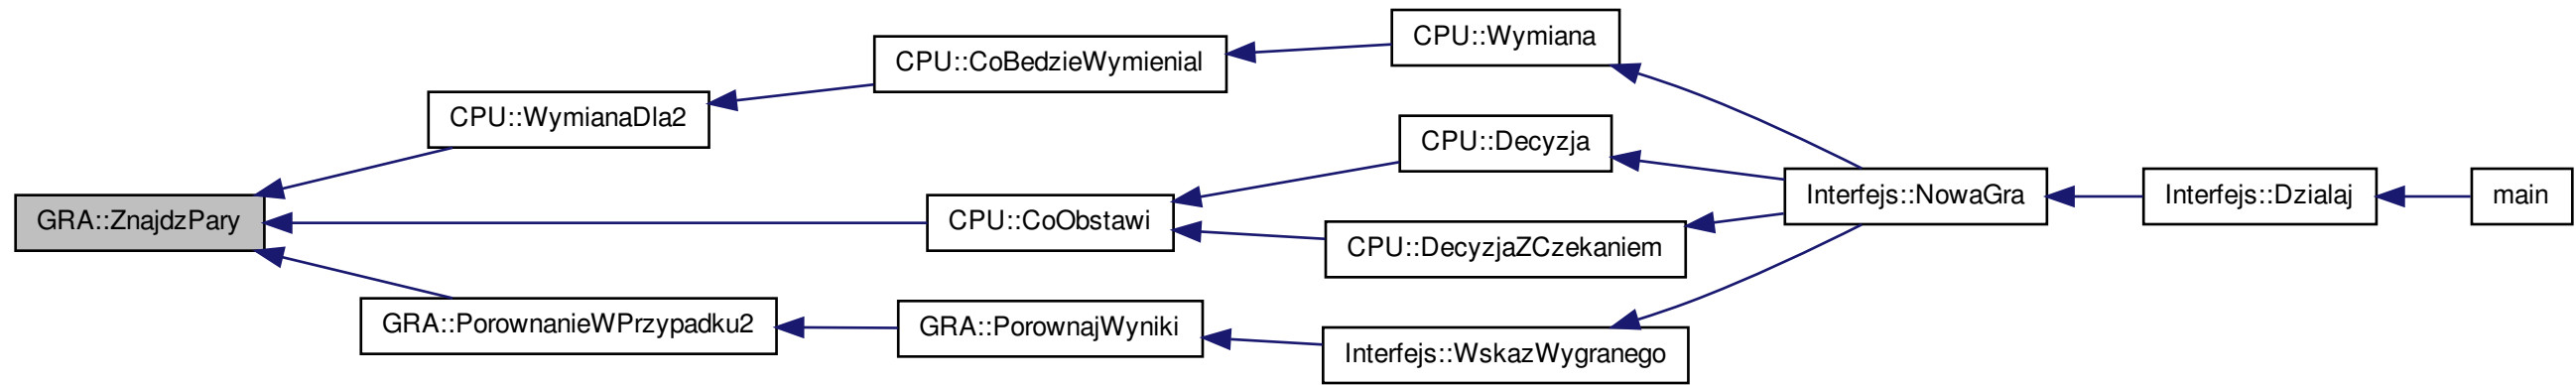 CPU::Wymiana
CPU::CoBedzieWymienial
CPU::WymianaDla2
CPU::Decyzja
Interfejs::NowaGra
Interfejs::Dzialaj
main
GRA::ZnajdzPary
CPU::CoObstawi
CPU::DecyzjaZCzekaniem
GRA::PorownanieWPrzypadku2
GRA::PorownajWyniki
Interfejs::WskazWygranego